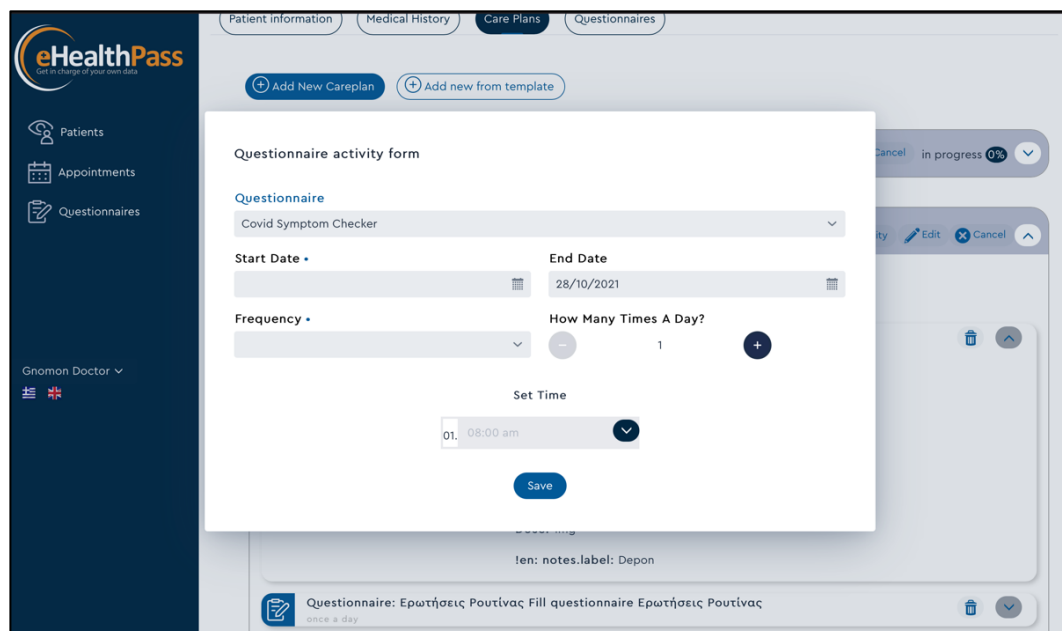 eHealthPass
Get in charge of your own data
Patients
Appointments
Questionnaires
Gnomon Doctor
Patient information
Medical History
Care Plans
Questionnaires
Add New Careplan
Add new from template
Cancel
in progress 0%
Edit
Cancel
Questionnaire activity form
Questionnaire
Covid Symptom Checker
Start Date •
End Date
28/10/2021
Frequency •
How Many Times A Day?
1
Set Time
01. 08:00 am
Save
!en: notes.label: Depon
Questionnaire: Ερωτήσεις Ρουτίνας Fill questionnaire Ερωτήσεις Ρουτίνας
once a day